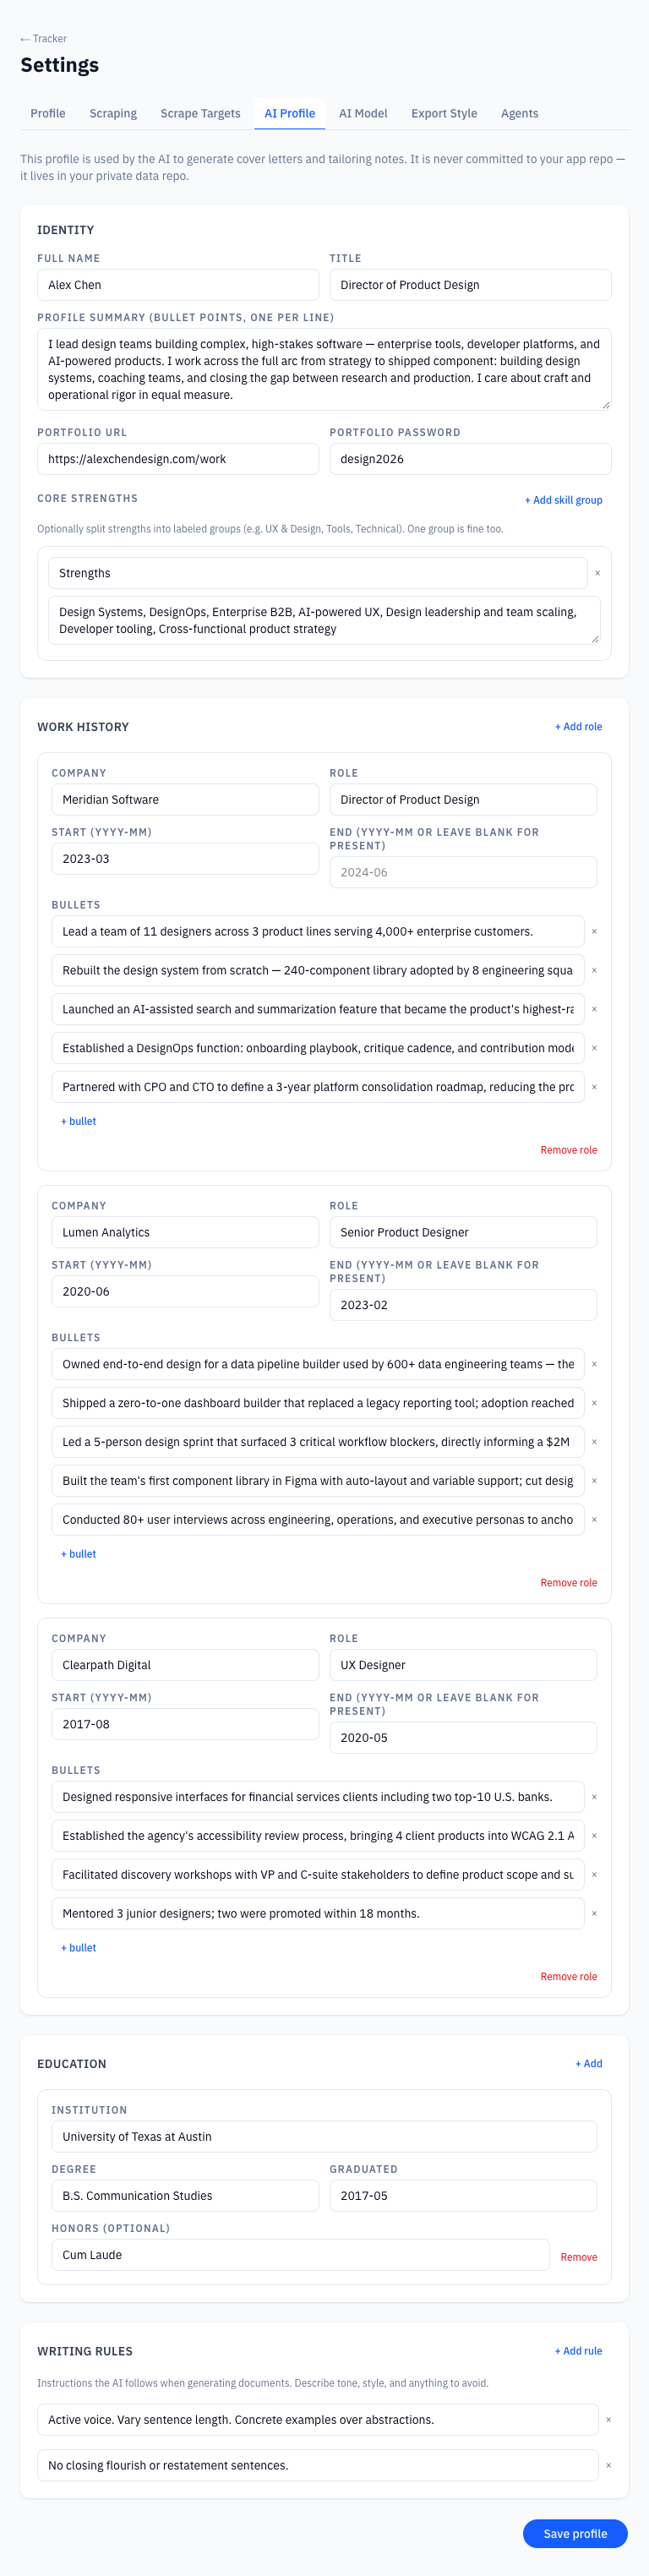 ← Tracker
Settings
Profile Scraping Scrape Targets AI Profile AI Model Export Style Agents
This profile is used by the AI to generate cover letters and tailoring notes. It is never committed to your app repo —
it lives in your private data repo.
IDENTITY
FULL NAME TITLE
Alex Chen Director of Product Design
PROFILE SUMMARY (BULLET POINTS, ONE PER LINE)
I lead design teams building complex, high-stakes software — enterprise tools, developer platforms, and
AI-powered products. I work across the full arc from strategy to shipped component: building design
systems, coaching teams, and closing the gap between research and production. I care about craft and
operational rigor in equal measure.
PORTFOLIO URL PORTFOLIO PASSWORD
https://alexchendesign.com/work design2026
CORE STRENGTHS + Add skill group
Optionally split strengths into labeled groups (e.g. UX & Design, Tools, Technical). One group is fine too.
Strengths ×
Design Systems, DesignOps, Enterprise B2B, AI-powered UX, Design leadership and team scaling,
Developer tooling, Cross-functional product strategy
WORK HISTORY + Add role
COMPANY ROLE
Meridian Software Director of Product Design
START (YYYY-MM) END (YYYY-MM OR LEAVE BLANK FOR
PRESENT)
2023-03 2024-06
BULLETS
Lead a team of 11 designers across 3 product lines serving 4,000+ enterprise customers. ×
Rebuilt the design system from scratch — 240-component library adopted by 8 engineering squa ×
Launched an AI-assisted search and summarization feature that became the product's highest-ra ×
Established a DesignOps function: onboarding playbook, critique cadence, and contribution mode ×
Partnered with CPO and CTO to define a 3-year platform consolidation roadmap, reducing the pro ×
+ bullet
Remove role
COMPANY ROLE
Lumen Analytics Senior Product Designer
START (YYYY-MM) END (YYYY-MM OR LEAVE BLANK FOR
PRESENT)
2020-06 2023-02
BULLETS
Owned end-to-end design for a data pipeline builder used by 600+ data engineering teams — the ×
Shipped a zero-to-one dashboard builder that replaced a legacy reporting tool; adoption reached ×
Led a 5-person design sprint that surfaced 3 critical workflow blockers, directly informing a $2M ×
Built the team's first component library in Figma with auto-layout and variable support; cut desig ×
Conducted 80+ user interviews across engineering, operations, and executive personas to ancho ×
+ bullet
Remove role
COMPANY ROLE
Clearpath Digital UX Designer
START (YYYY-MM) END (YYYY-MM OR LEAVE BLANK FOR
PRESENT)
2017-08 2020-05
BULLETS
Designed responsive interfaces for financial services clients including two top-10 U.S. banks. ×
Established the agency's accessibility review process, bringing 4 client products into WCAG 2.1 A ×
Facilitated discovery workshops with VP and C-suite stakeholders to define product scope and su ×
Mentored 3 junior designers; two were promoted within 18 months. ×
+ bullet
Remove role
EDUCATION + Add
INSTITUTION
University of Texas at Austin
DEGREE GRADUATED
B.S. Communication Studies 2017-05
HONORS (OPTIONAL)
Cum Laude Remove
WRITING RULES + Add rule
Instructions the AI follows when generating documents. Describe tone, style, and anything to avoid.
Active voice. Vary sentence length. Concrete examples over abstractions. ×
No closing flourish or restatement sentences. ×
Save profile